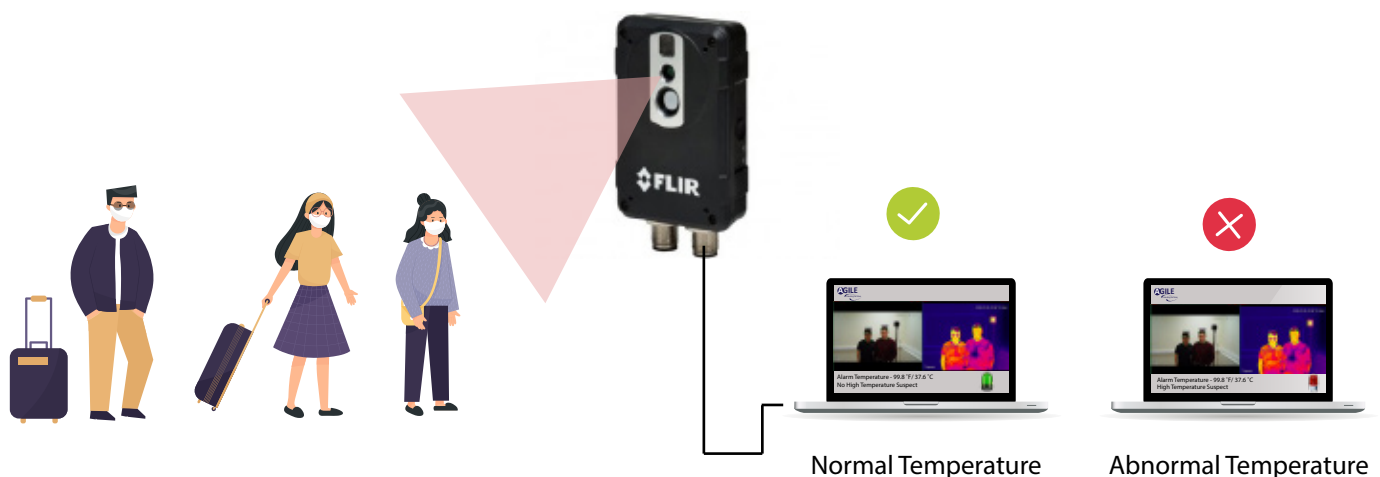 FLIR
AGILE
Alarm Temperature - 99.8 °F/ 37.6 °C
No High Temperature Suspect
Normal Temperature
AGILE
Alarm Temperature - 99.8 °F/ 37.6 °C
High Temperature Suspect
Abnormal Temperature